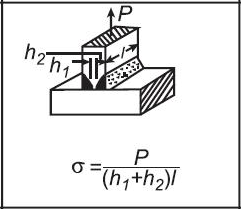 P
h₂
h₁
l
σ = P / (h₁+h₂)l